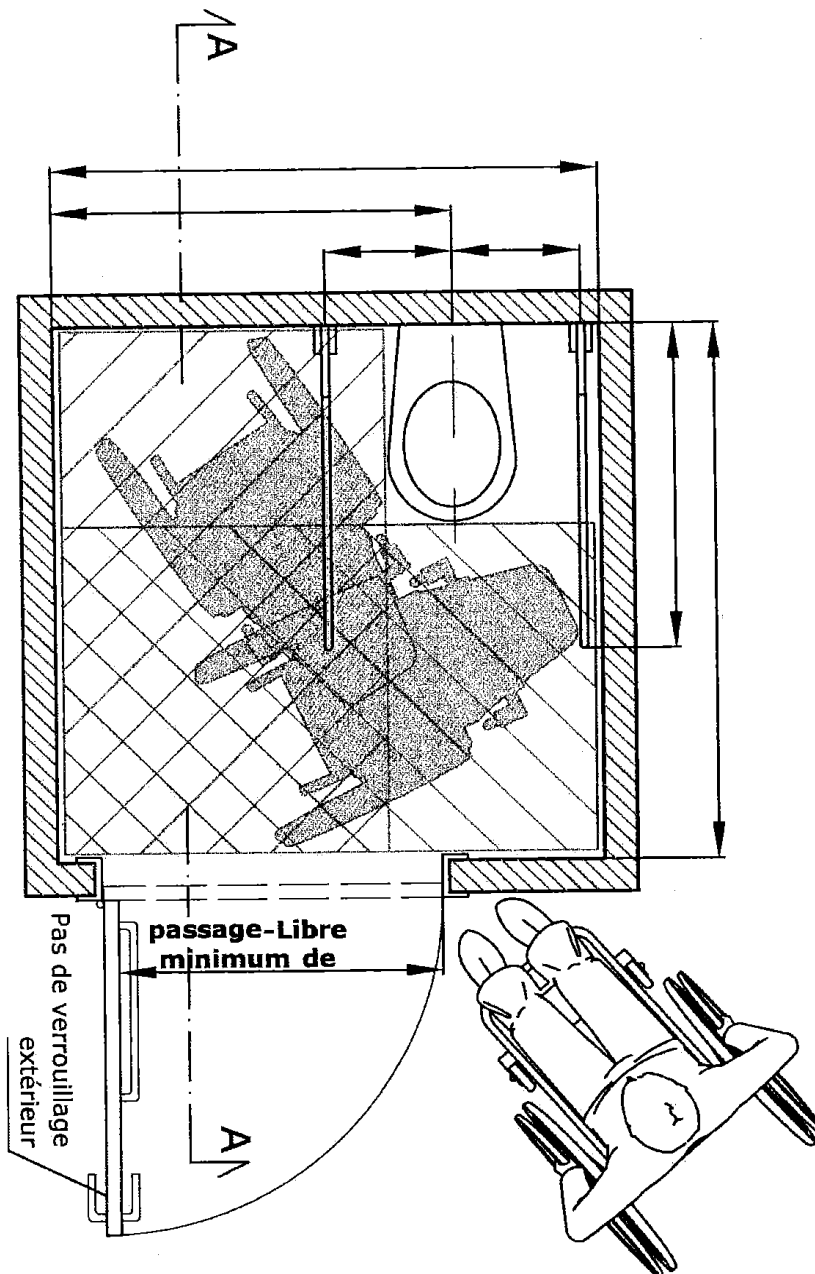 A
passage-Libre
minimum de
Pas de verrouillage
extérieur
A